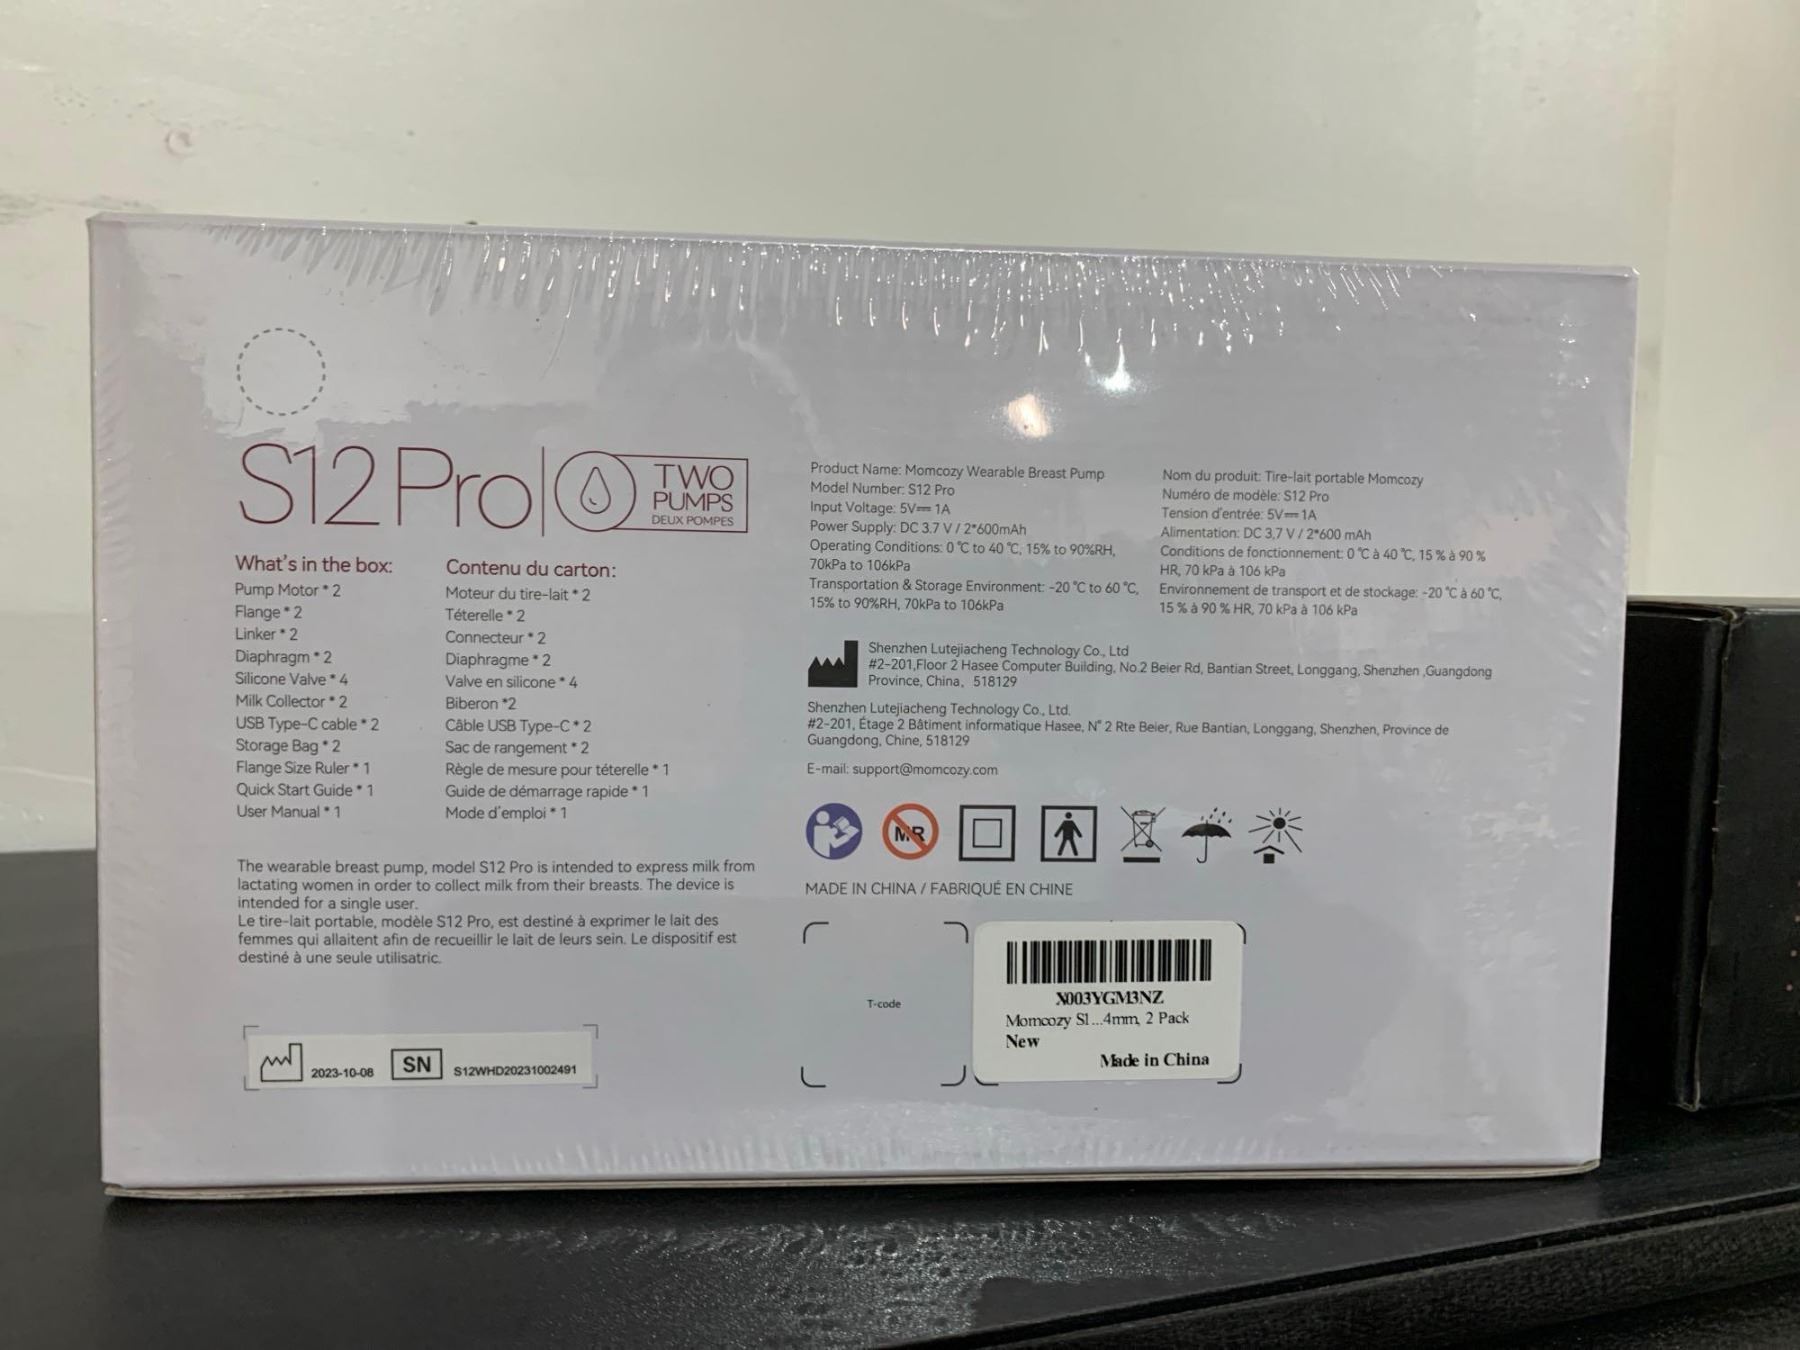 S12 Pro
TWO
PUMPS
DEUX POMPES
What's in the box:
Pump Motor * 2
Flange * 2
Linker * 2
Diaphragm * 2
Silicone Valve * 4
Milk Collector * 2
USB Type-C cable * 2
Storage Bag * 2
Flange Size Ruler * 1
Quick Start Guide * 1
User Manual * 1
Contenu du carton:
Moteur du tire-lait * 2
Téterelle * 2
Connecteur * 2
Diaphragme * 2
Valve en silicone * 4
Biberon *2
Câble USB Type-C * 2
Sac de rangement * 2
Règle de mesure pour téterelle * 1
Guide de démarrage rapide * 1
Mode d'emploi * 1
The wearable breast pump, model S12 Pro is intended to express milk from
lactating women in order to collect milk from their breasts. The device is
intended for a single user.
Le tire-lait portable, modèle S12 Pro, est destiné à exprimer le lait des
femmes qui allaitent afin de recueillir le lait de leurs sein. Le dispositif est
destiné à une seule utilisatric.
2023-10-08
SN
S12WHD20231002491
Product Name: Momcozy Wearable Breast Pump
Model Number: S12 Pro
Input Voltage: 5V⎓ 1A
Power Supply: DC 3.7 V / 2*600mAh
Operating Conditions: 0 °C to 40 °C, 15% to 90%RH,
70kPa to 106kPa
Transportation & Storage Environment: -20 °C to 60 °C,
15% to 90%RH, 70kPa to 106kPa
Nom du produit: Tire-lait portable Momcozy
Numéro de modèle: S12 Pro
Tension d'entrée: 5V⎓ 1A
Alimentation: DC 3,7 V / 2*600 mAh
Conditions de fonctionnement: 0 °C à 40 °C, 15 % à 90 %
HR, 70 kPa à 106 kPa
Environnement de transport et de stockage: -20 °C à 60 °C,
15 % à 90 % HR, 70 kPa à 106 kPa
Shenzhen Lutejiacheng Technology Co., Ltd
#2-201,Floor 2 Hasee Computer Building, No.2 Beier Rd, Bantian Street, Longgang, Shenzhen ,Guangdong
Province, China, 518129
Shenzhen Lutejiacheng Technology Co., Ltd.
#2-201, Étage 2 Bâtiment informatique Hasee, N° 2 Rte Beier, Rue Bantian, Longgang, Shenzhen, Province de
Guangdong, Chine, 518129
E-mail: support@momcozy.com
MR
MADE IN CHINA / FABRIQUÉ EN CHINE
T-code
X003YGM3NZ
Momcozy S1...4mm, 2 Pack
New
Made in China